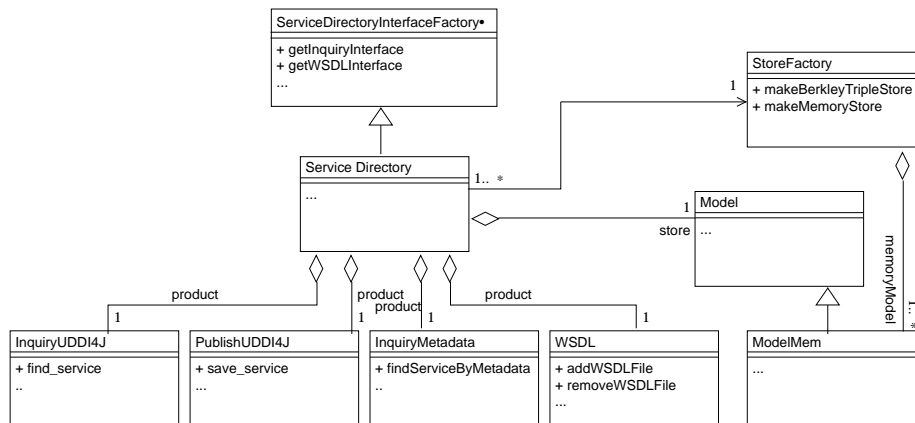 ServiceDirectoryInterfaceFactory•
+ getInquiryInterface
+ getWSDLInterface
...
StoreFactory
+ makeBerkleyTripleStore
+ makeMemoryStore
1
Service Directory
...
1.. *
Model
...
1
store
memoryModel
1.. *
product
product
product
product
1
1
1
1
InquiryUDDI4J
+ find_service
..
PublishUDDI4J
+ save_service
...
InquiryMetadata
+ findServiceByMetadata
..
WSDL
+ addWSDLFile
+ removeWSDLFile
...
ModelMem
...